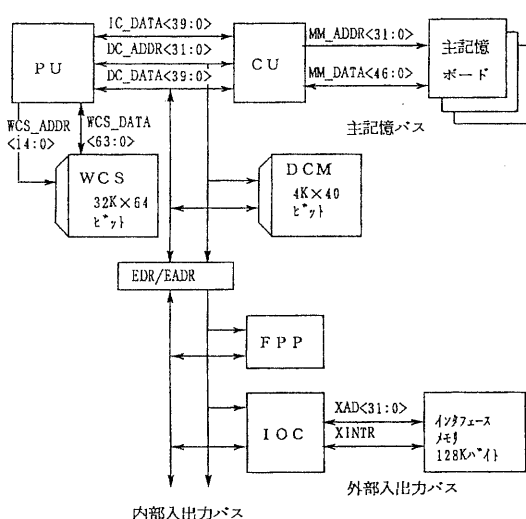 IC_DATA<39:0>
DC_ADDR<31:0>
DC_DATA<39:0>
PU
CU
MM_ADDR<31:0>
MM_DATA<46:0>
主記憶
ボード
主記憶バス
WCS_ADDR
<14:0>
WCS_DATA
<63:0>
WCS
32K×64
ビット
DCM
4K×40
ビット
EDR/EADR
FPP
IOC
XAD<31:0>
XINTR
インタフェース
メモリ
128Kバイト
外部入出力バス
内部入出力バス